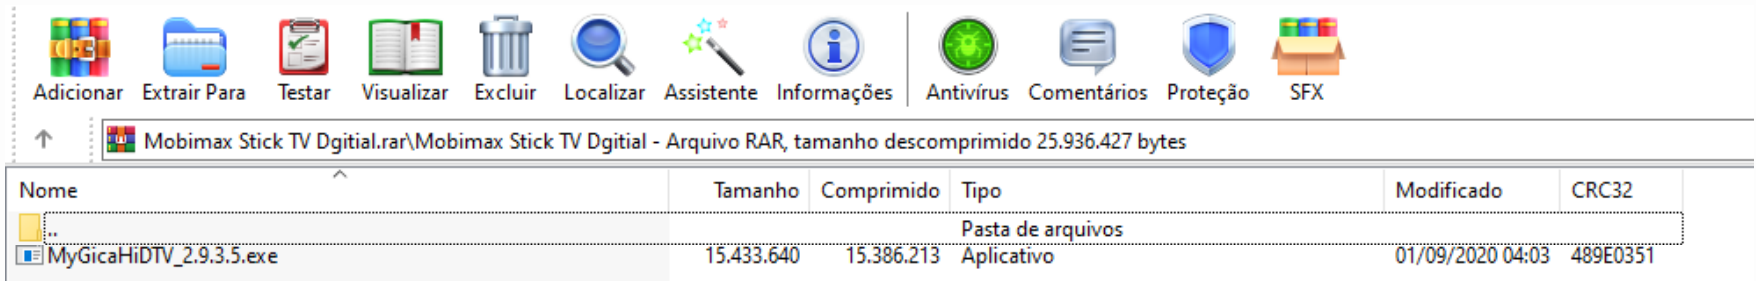 Adicionar Extrair Para Testar Visualizar Excluir Localizar Assistente Informações Antivírus Comentários Proteção SFX
Mobimax Stick TV Dgitial.rar\Mobimax Stick TV Dgitial - Arquivo RAR, tamanho descomprimido 25.936.427 bytes
Nome Tamanho Comprimido Tipo Modificado CRC32
.. Pasta de arquivos
MyGicaHiDTV_2.9.3.5.exe 15.433.640 15.386.213 Aplicativo 01/09/2020 04:03 489E0351